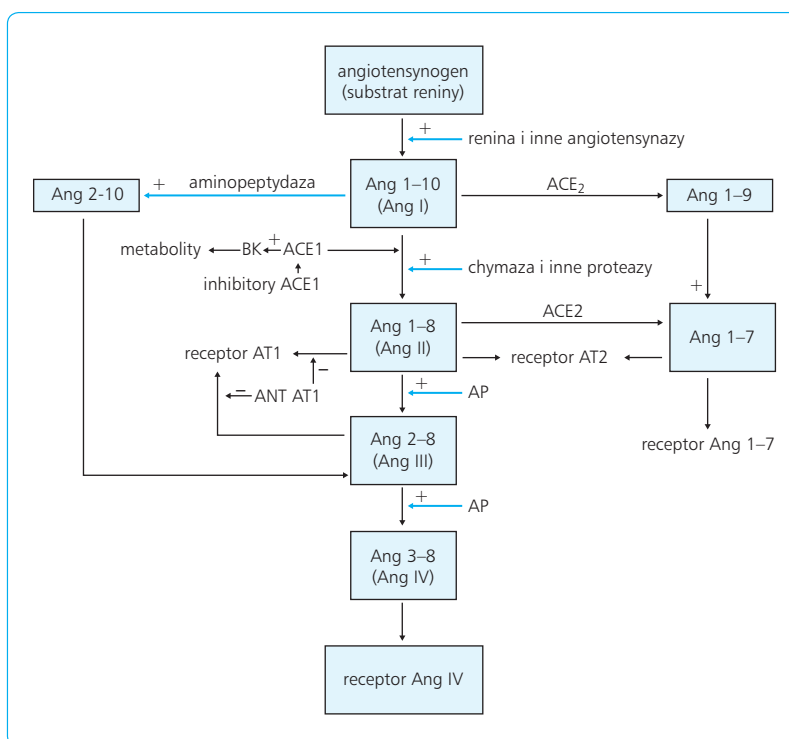 angiotensynogen
(substrat reniny)
+
renina i inne angiotensynazy
Ang 2-10
+
aminopeptydaza
Ang 1–10
(Ang I)
ACE₂
Ang 1–9
metabolity
BK
+
ACE1
+
chymaza i inne proteazy
inhibitory ACE1
+
Ang 1–8
(Ang II)
ACE2
Ang 1–7
receptor AT1
receptor AT2
–
– ANT AT1
+
AP
Ang 2–8
(Ang III)
receptor Ang 1–7
+
AP
Ang 3–8
(Ang IV)
receptor Ang IV